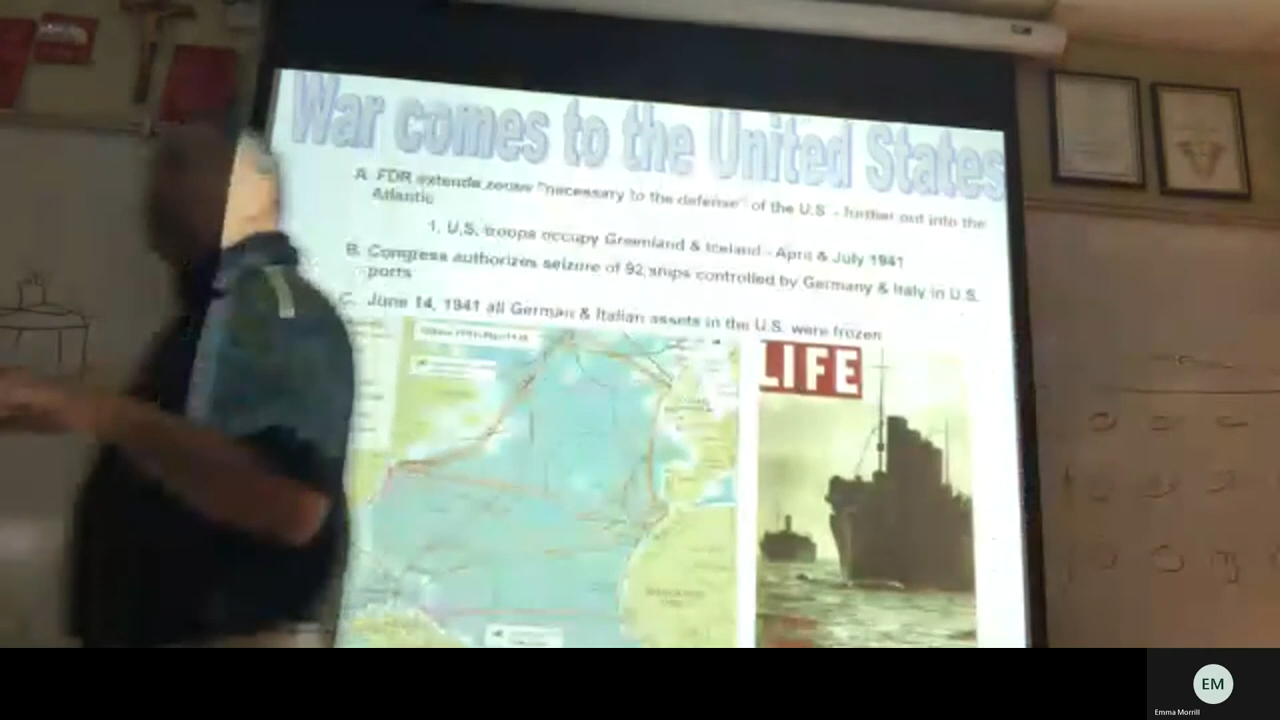 War comes to the United States
A. FDR extends zones "necessary to the defense" of the U.S - further out into the
Atlantic
1. U.S. troops occupy Greenland & Iceland - April & July 1941
B. Congress authorizes seizure of 92 ships controlled by Germany & Italy in U.S.
ports
C. June 14, 1941 all German & Italian assets in the U.S. were frozen
LIFE
EM
Emma Morrill